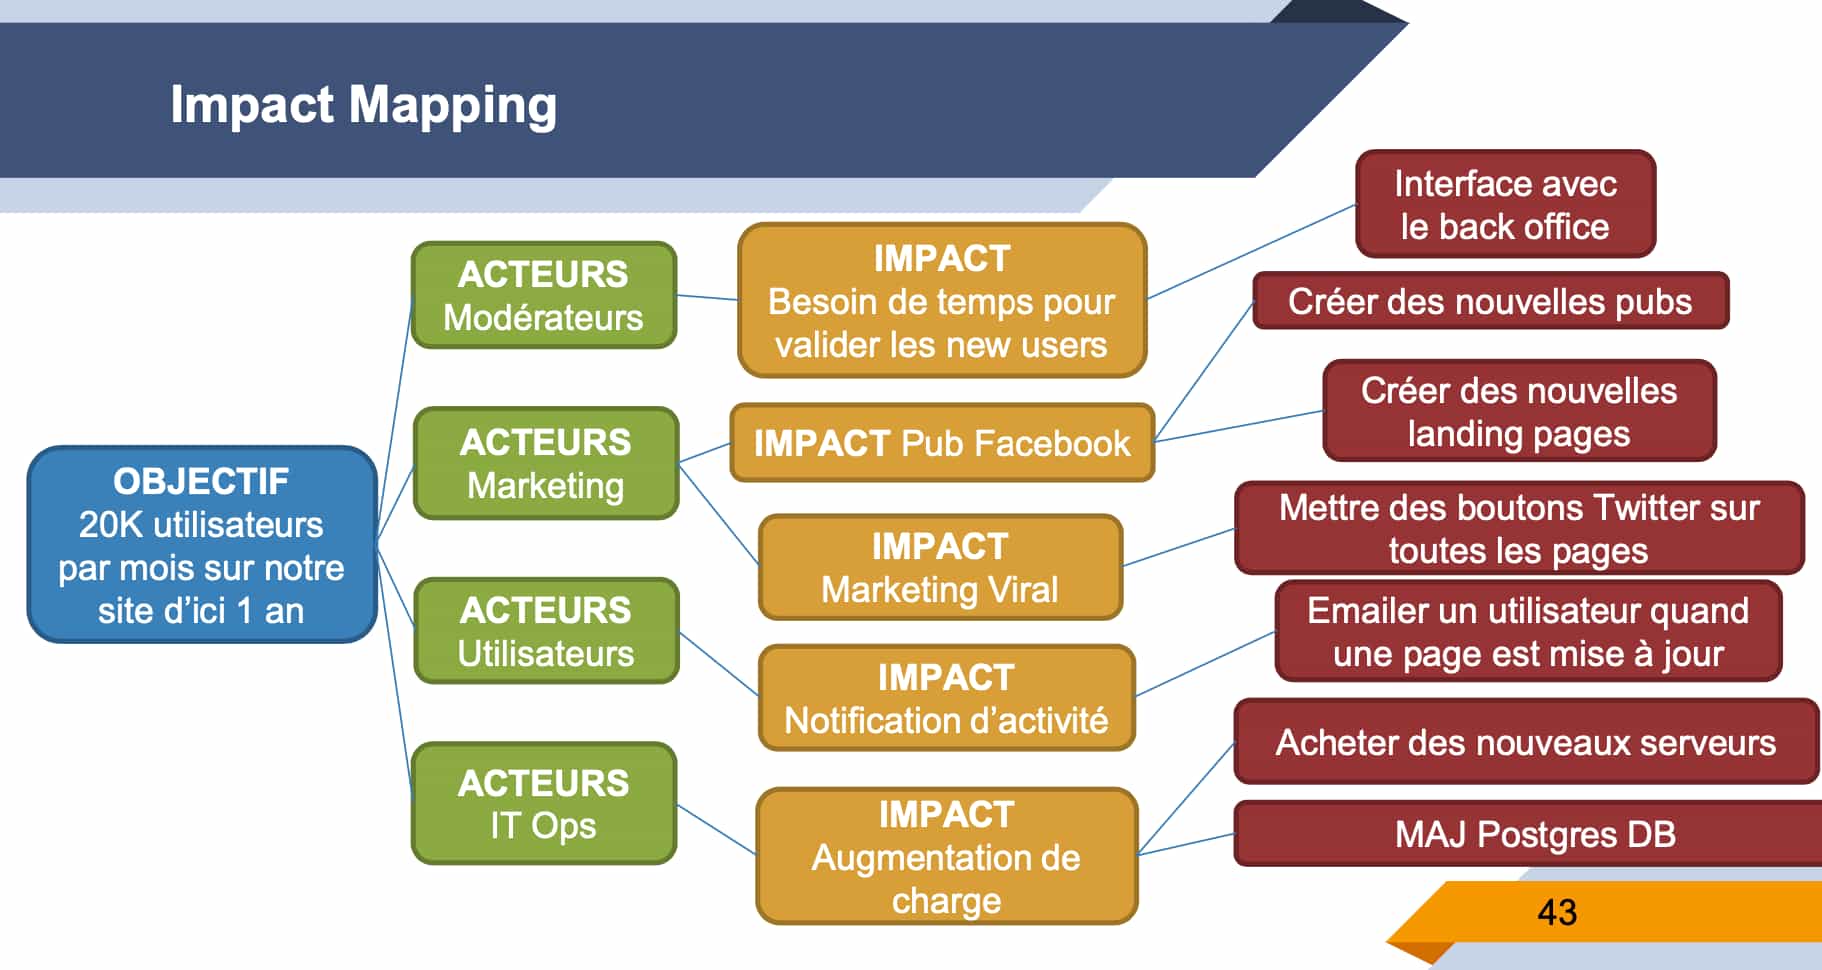 Impact Mapping
OBJECTIF
20K utilisateurs
par mois sur notre
site d’ici 1 an
ACTEURS
Modérateurs
ACTEURS
Marketing
ACTEURS
Utilisateurs
ACTEURS
IT Ops
IMPACT
Besoin de temps pour
valider les new users
IMPACT Pub Facebook
IMPACT
Marketing Viral
IMPACT
Notification d’activité
IMPACT
Augmentation de
charge
Interface avec
le back office
Créer des nouvelles pubs
Créer des nouvelles
landing pages
Mettre des boutons Twitter sur
toutes les pages
Emailer un utilisateur quand
une page est mise à jour
Acheter des nouveaux serveurs
MAJ Postgres DB
43